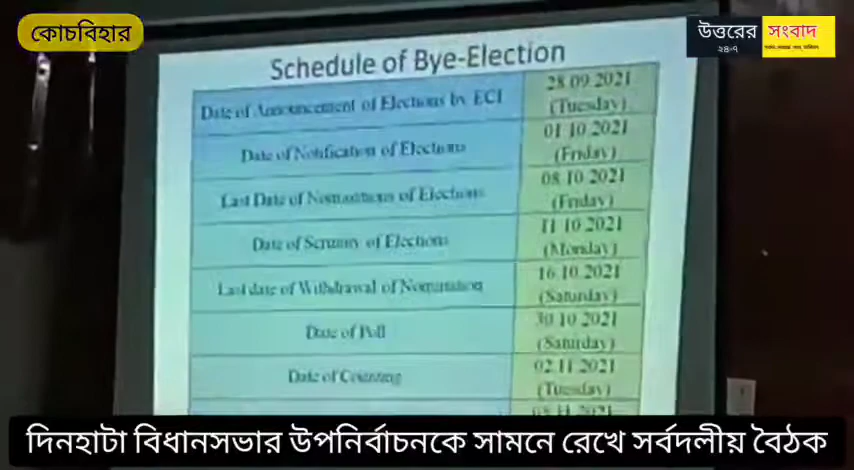 কোচবিহার
উত্তরের সংবাদ
২৪×৭
Schedule of Bye-Election
Date of Announcement of Elections by ECI
28.09.2021
(Tuesday)
Date of Notification of Elections
01.10.2021
(Friday)
Last Date of Nominations of Elections
08.10.2021
(Friday)
Date of Scrutiny of Elections
11.10.2021
(Monday)
Last date of Withdrawal of Nomination
16.10.2021
(Saturday)
Date of Poll
30.10.2021
(Saturday)
Date of Counting
02.11.2021
(Tuesday)
দিনহাটা বিধানসভার উপনির্বাচনকে সামনে রেখে সর্বদলীয় বৈঠক